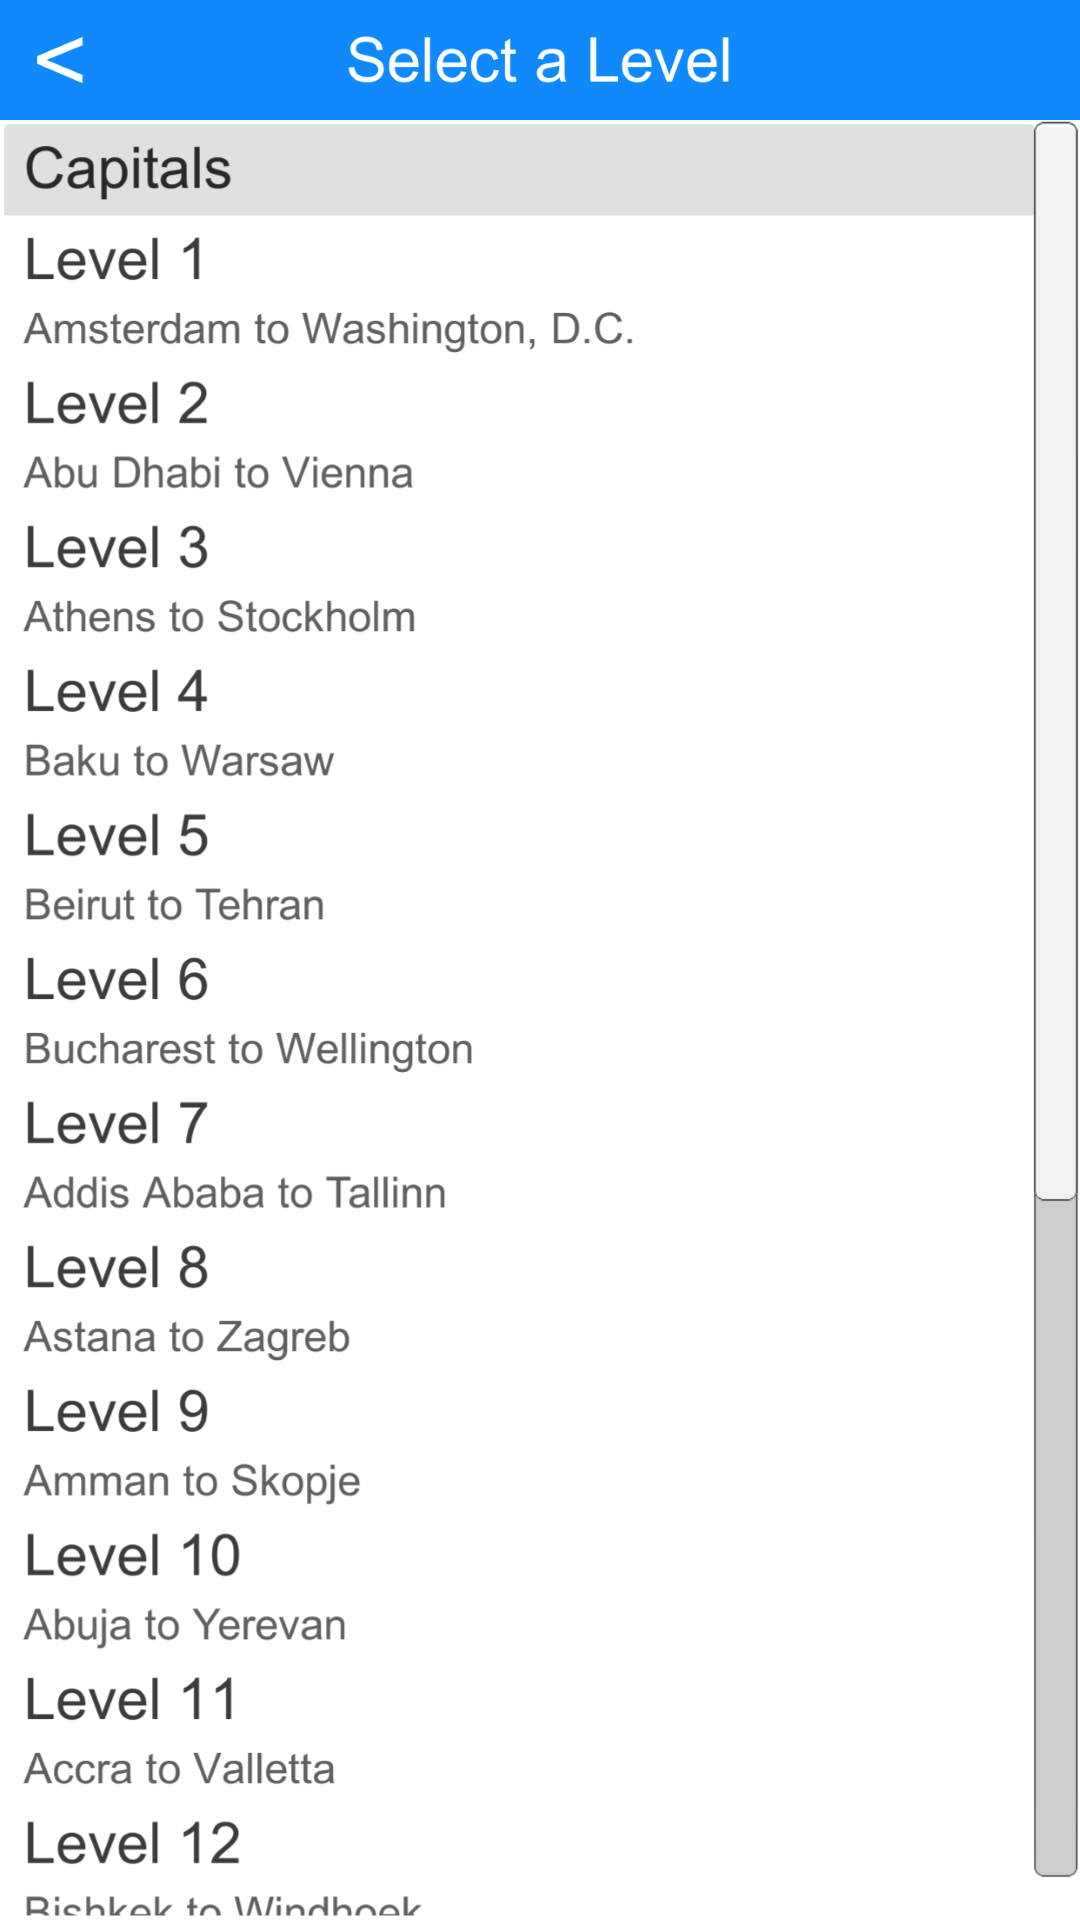 <
Select a Level
Capitals
Level 1
Amsterdam to Washington, D.C.
Level 2
Abu Dhabi to Vienna
Level 3
Athens to Stockholm
Level 4
Baku to Warsaw
Level 5
Beirut to Tehran
Level 6
Bucharest to Wellington
Level 7
Addis Ababa to Tallinn
Level 8
Astana to Zagreb
Level 9
Amman to Skopje
Level 10
Abuja to Yerevan
Level 11
Accra to Valletta
Level 12
Bishkek to Windhoek